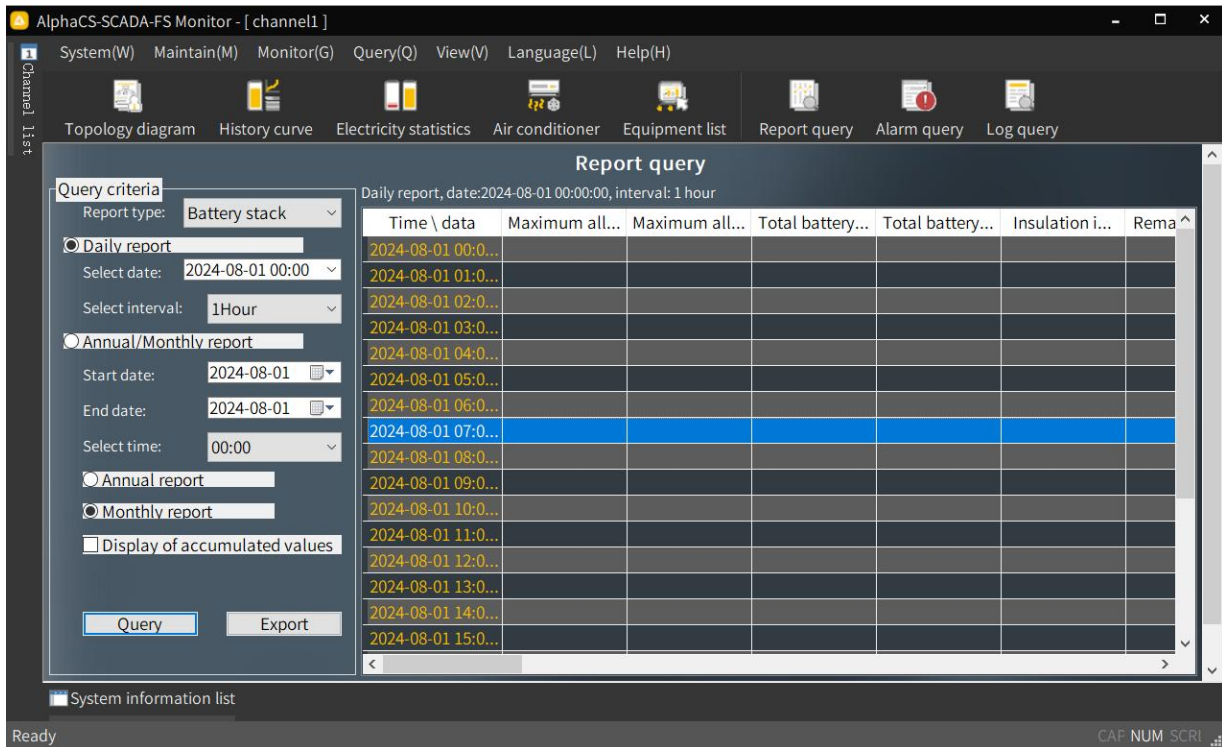 AlphaCS-SCADA-FS Monitor - [ channel1 ]
System(W) Maintain(M) Monitor(G) Query(Q) View(V) Language(L) Help(H)
1
Channel list
Topology diagram History curve Electricity statistics Air conditioner Equipment list Report query Alarm query Log query
Report query
Query criteria
Report type: Battery stack
Daily report
Select date: 2024-08-01 00:00
Select interval: 1Hour
Annual/Monthly report
Start date: 2024-08-01
End date: 2024-08-01
Select time: 00:00
Annual report
Monthly report
Display of accumulated values
Query Export
Daily report, date:2024-08-01 00:00:00, interval: 1 hour
Time \ data Maximum all... Maximum all... Total battery... Total battery... Insulation i... Rema
2024-08-01 00:0...
2024-08-01 01:0...
2024-08-01 02:0...
2024-08-01 03:0...
2024-08-01 04:0...
2024-08-01 05:0...
2024-08-01 06:0...
2024-08-01 07:0...
2024-08-01 08:0...
2024-08-01 09:0...
2024-08-01 10:0...
2024-08-01 11:0...
2024-08-01 12:0...
2024-08-01 13:0...
2024-08-01 14:0...
2024-08-01 15:0...
System information list
Ready
CAP NUM SCRL